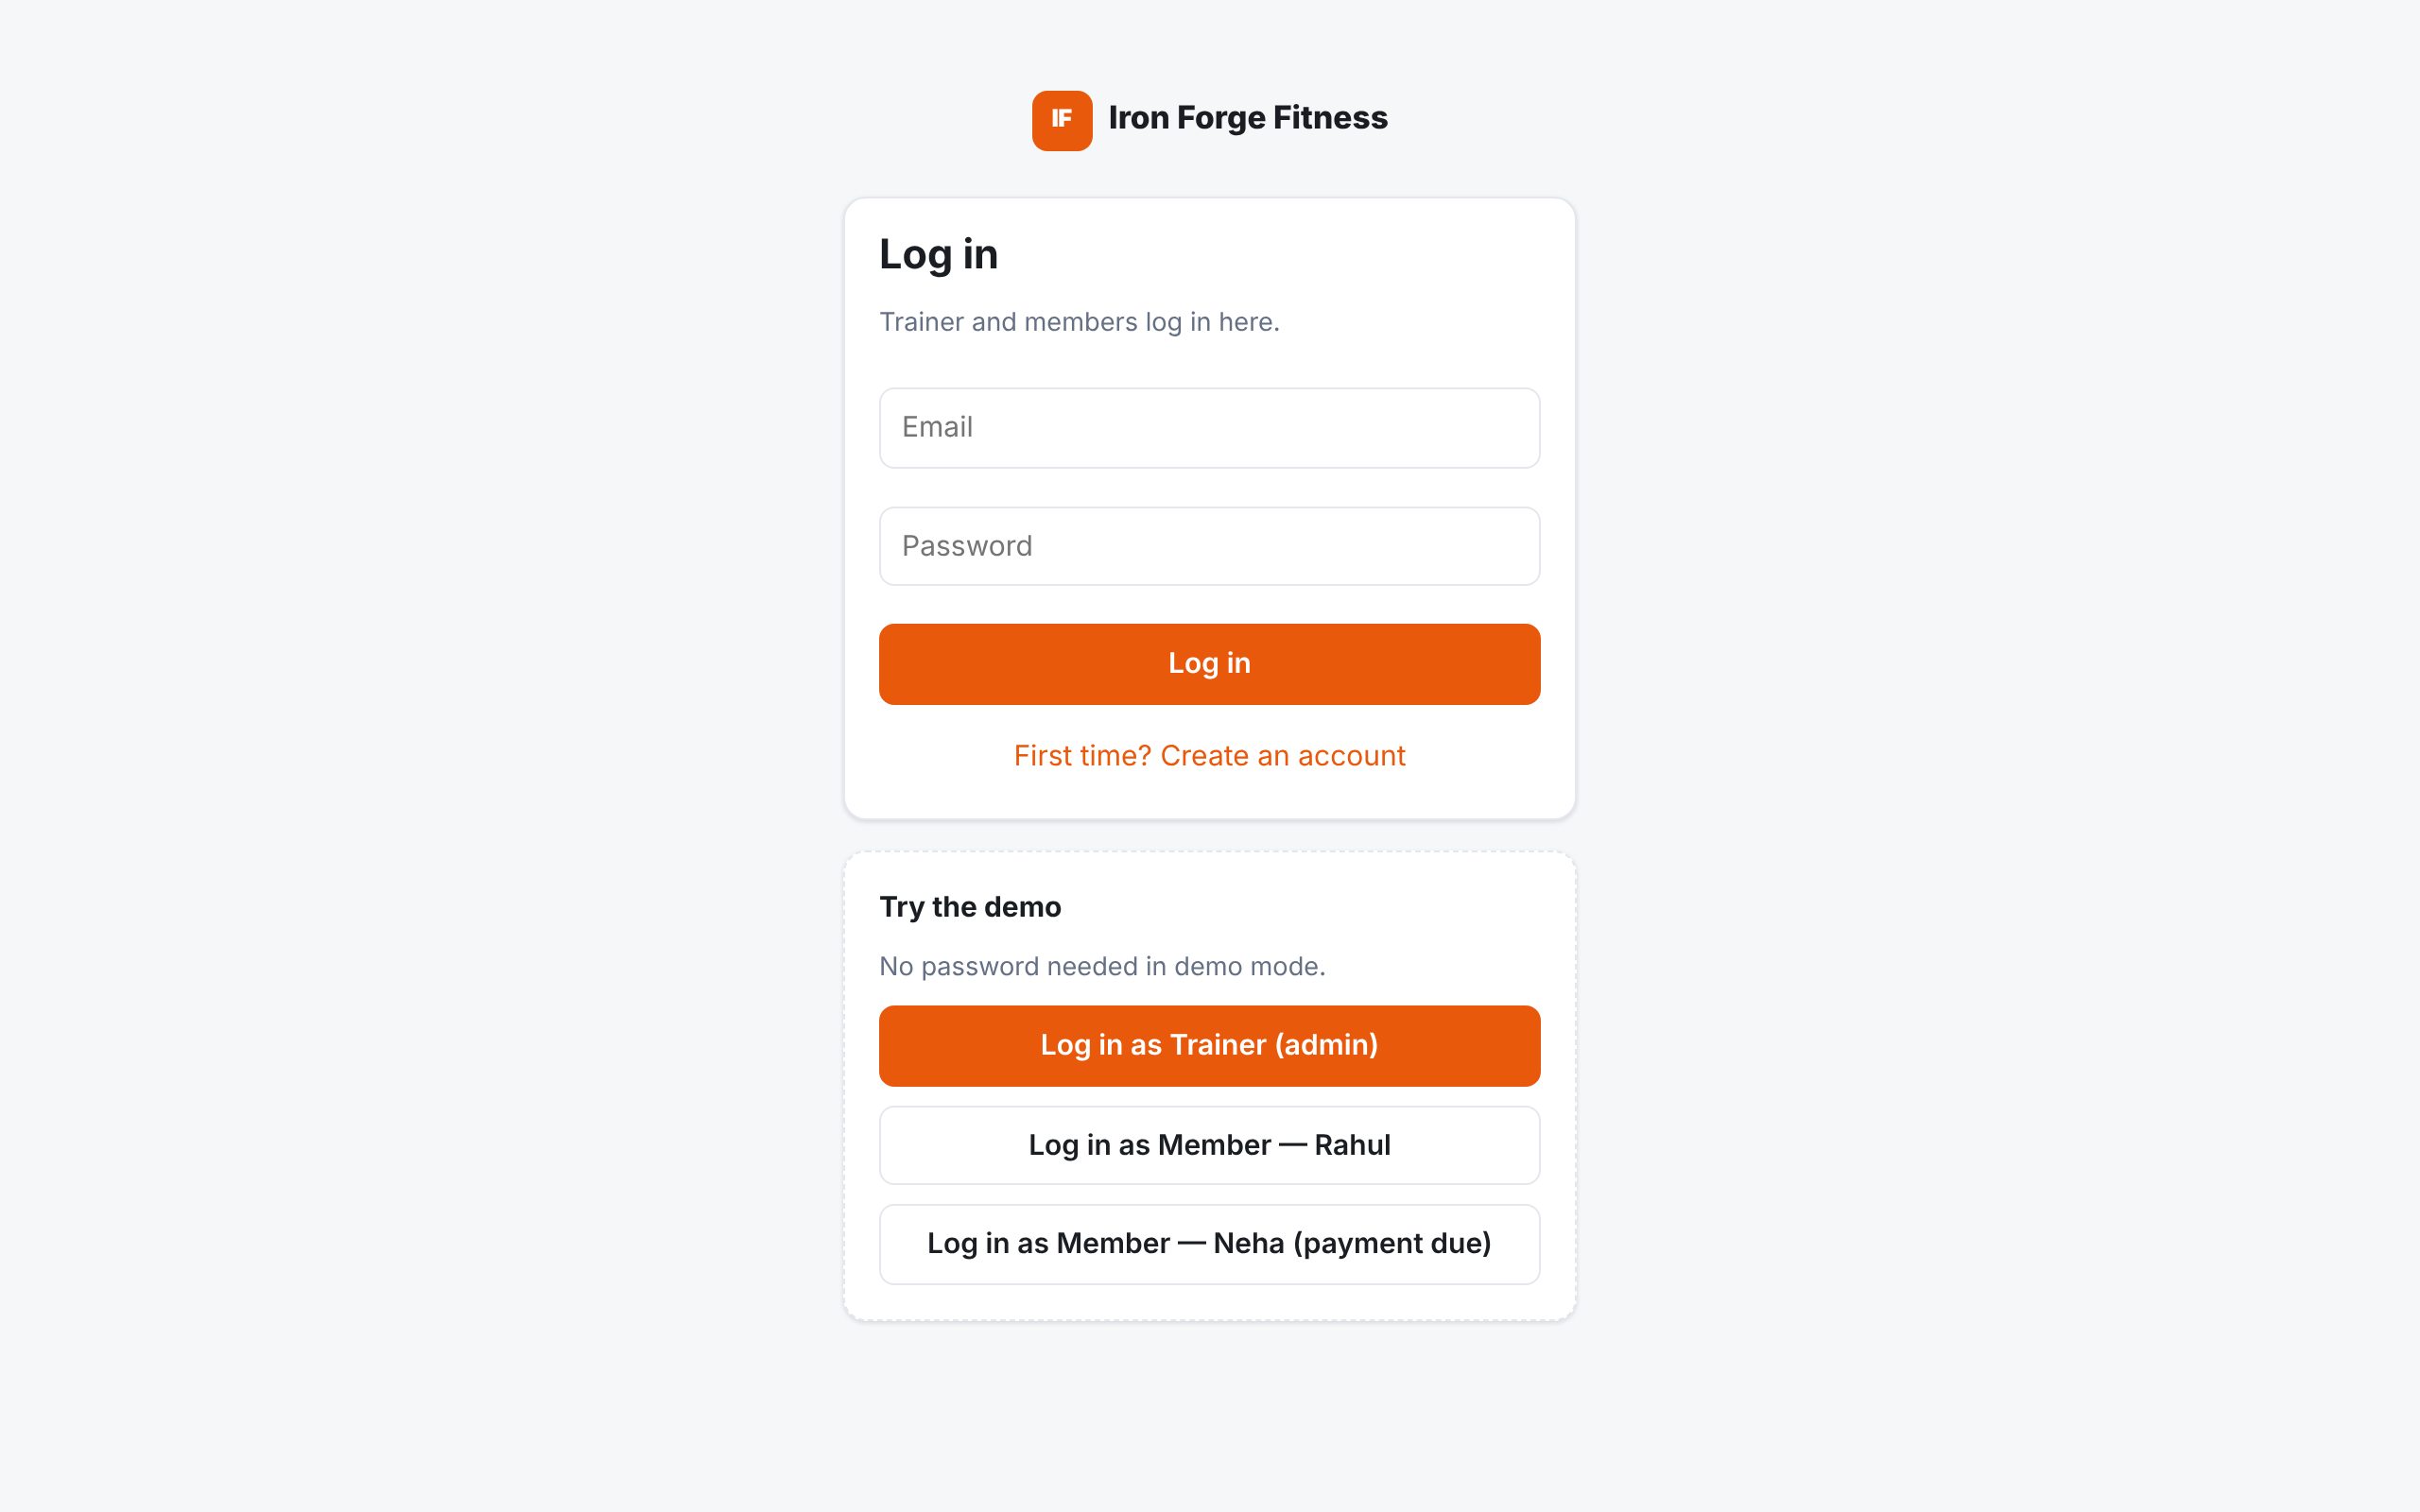 IF Iron Forge Fitness
Log in
Trainer and members log in here.
Email
Password
Log in
First time? Create an account
Try the demo
No password needed in demo mode.
Log in as Trainer (admin)
Log in as Member — Rahul
Log in as Member — Neha (payment due)